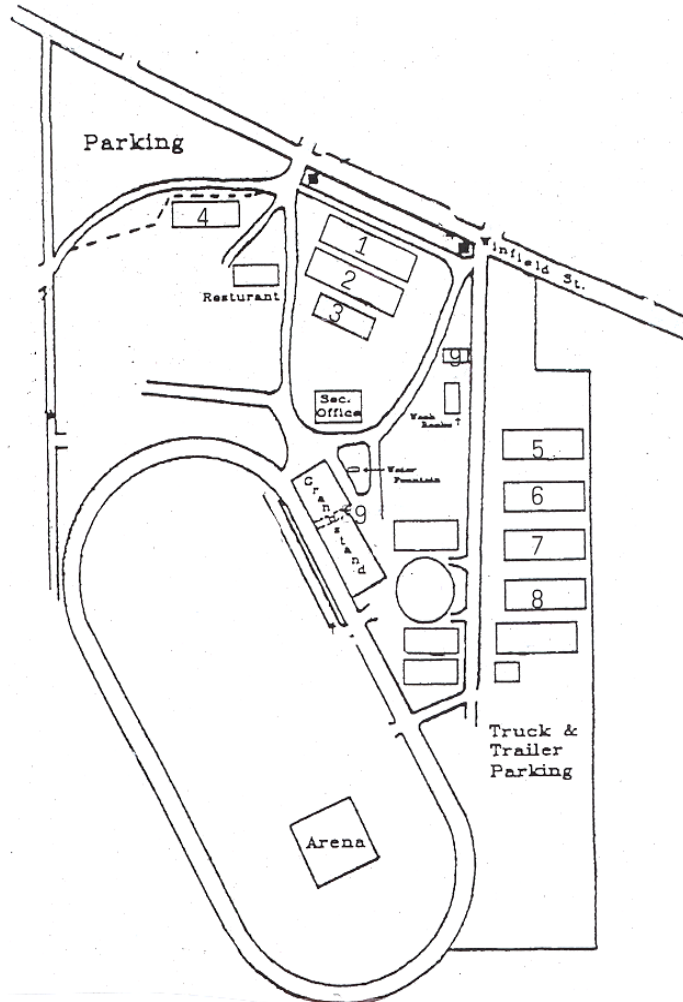 Parking
4
1
2
3
Resturant
Winfield St.
9
Sec.
Office
Wash
Racks ↑
Water
Fountain
Grandstand
9
5
6
7
8
Truck &
Trailer
Parking
Arena